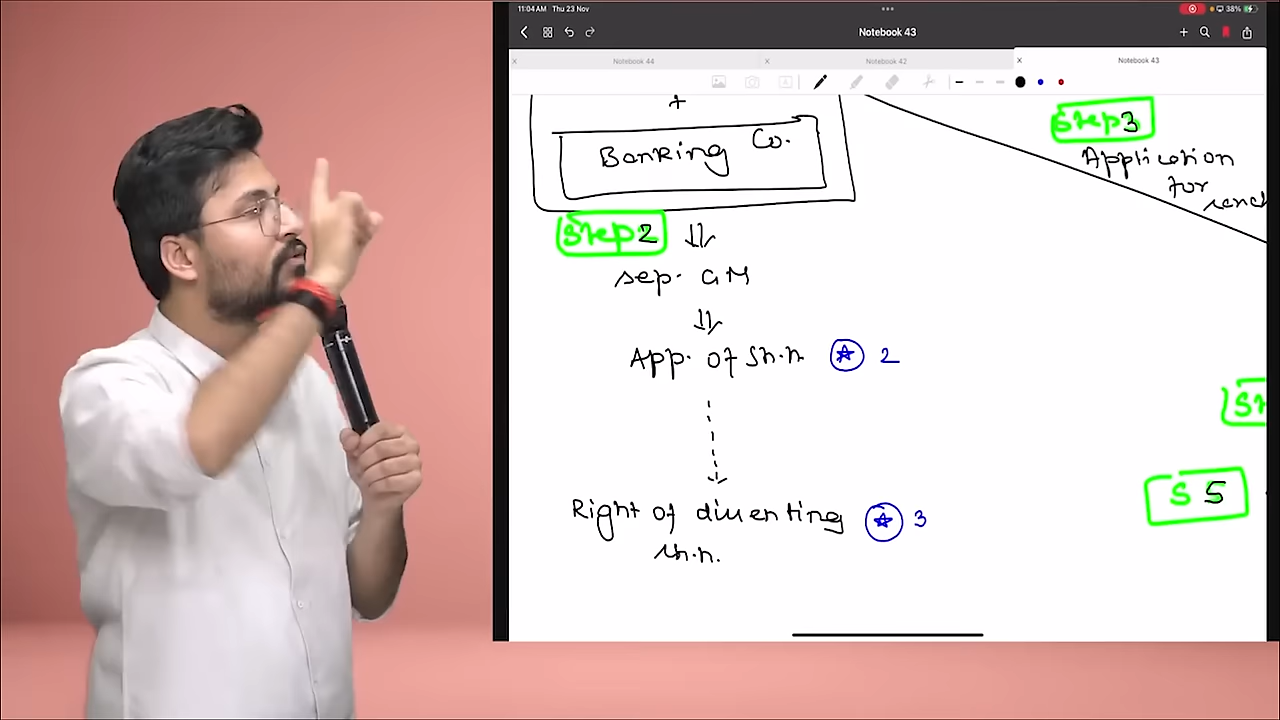 11:04 AM Thu 23 Nov
38%
Notebook 43
Notebook 44
Notebook 42
Notebook 43
+
Banking Co.
Step 2
sep. GM
App. of Sh.h 2
Right of dissenting 3
sh.h.
Step 3
Application
for
S 5